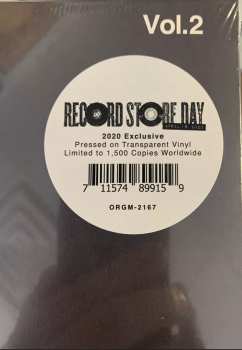 Vol.2
RECORD STORE DAY
2020 Exclusive
Pressed on Transparent Vinyl
Limited to 1,500 Copies Worldwide
7 11574 89915 9
ORGM-2167